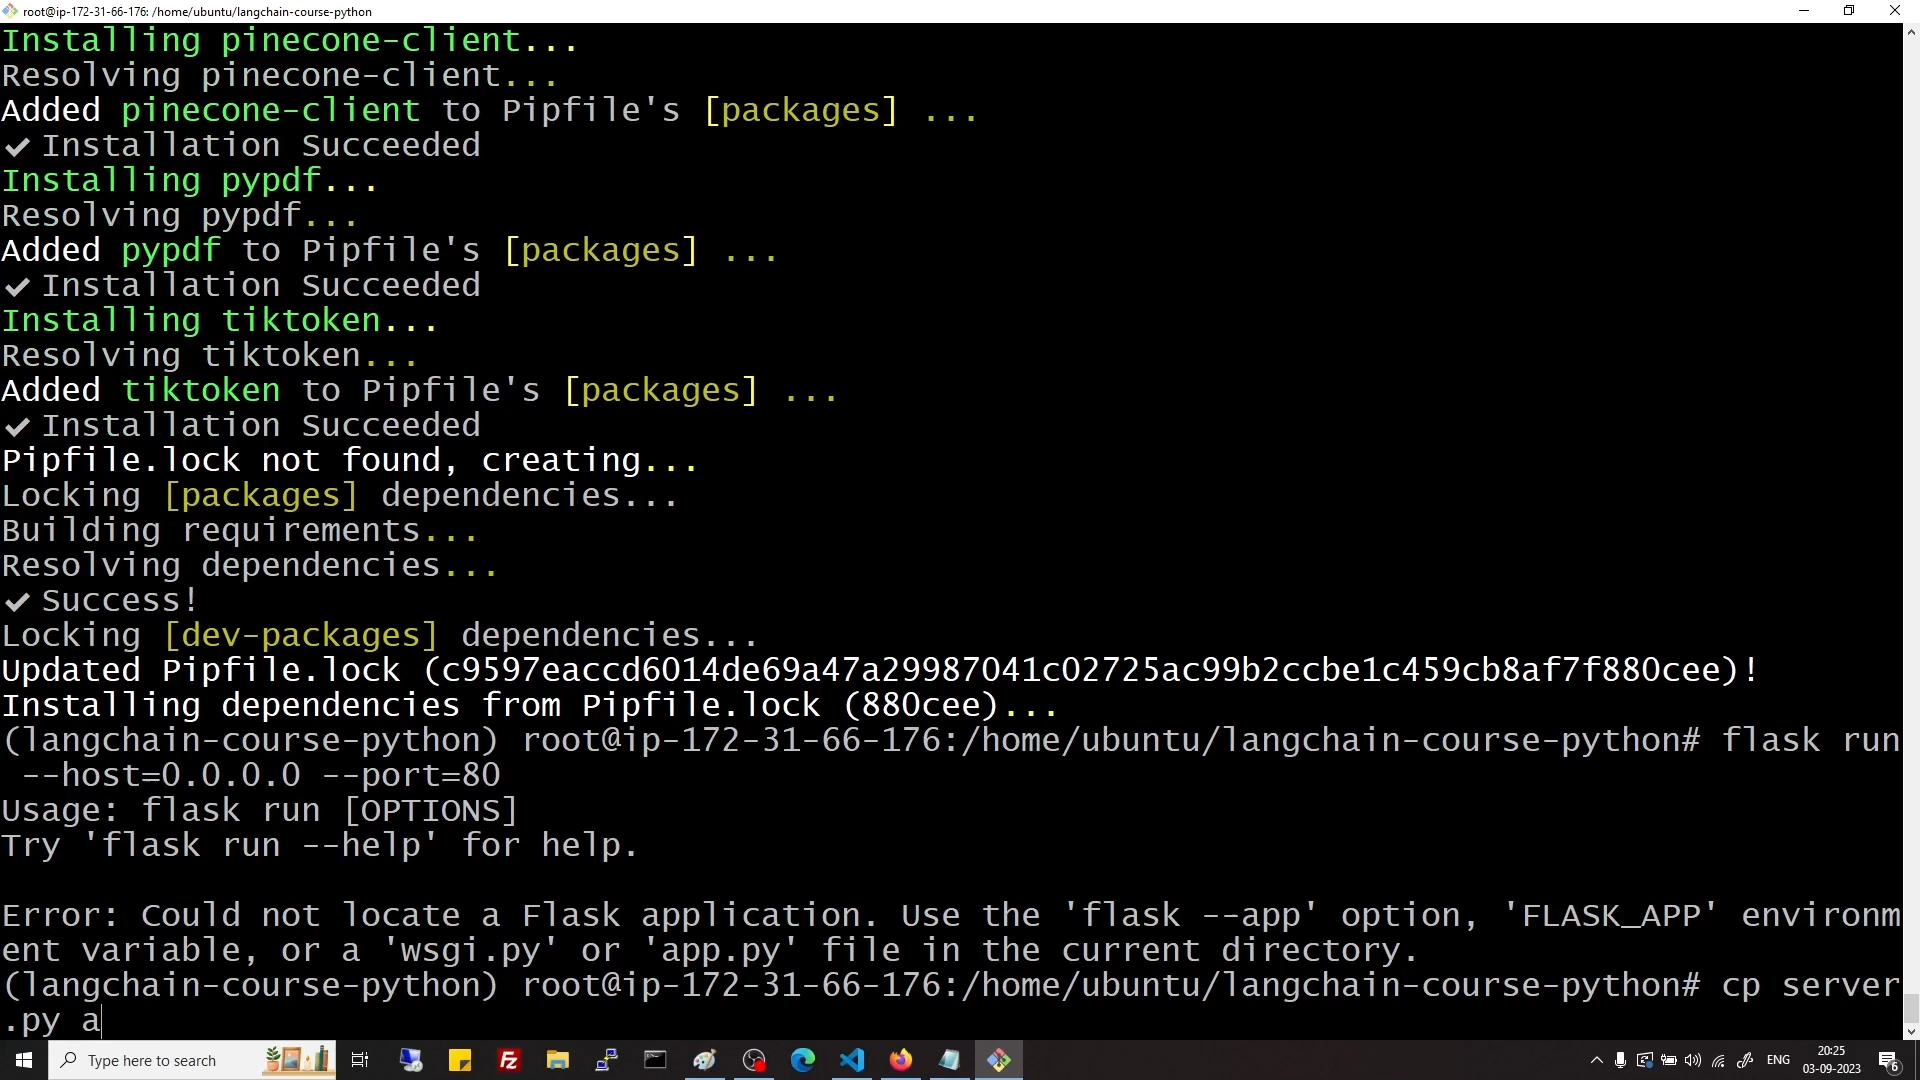 root@ip-172-31-66-176: /home/ubuntu/langchain-course-python
Installing pinecone-client...
Resolving pinecone-client...
Added pinecone-client to Pipfile's [packages] ...
✔ Installation Succeeded
Installing pypdf...
Resolving pypdf...
Added pypdf to Pipfile's [packages] ...
✔ Installation Succeeded
Installing tiktoken...
Resolving tiktoken...
Added tiktoken to Pipfile's [packages] ...
✔ Installation Succeeded
Pipfile.lock not found, creating...
Locking [packages] dependencies...
Building requirements...
Resolving dependencies...
✔ Success!
Locking [dev-packages] dependencies...
Updated Pipfile.lock (c9597eaccd6014de69a47a29987041c02725ac99b2ccbe1c459cb8af7f880cee)!
Installing dependencies from Pipfile.lock (880cee)...
(langchain-course-python) root@ip-172-31-66-176:/home/ubuntu/langchain-course-python# flask run
--host=0.0.0.0 --port=80
Usage: flask run [OPTIONS]
Try 'flask run --help' for help.
Error: Could not locate a Flask application. Use the 'flask --app' option, 'FLASK_APP' environm
ent variable, or a 'wsgi.py' or 'app.py' file in the current directory.
(langchain-course-python) root@ip-172-31-66-176:/home/ubuntu/langchain-course-python# cp server
.py a
Type here to search
ENG
20:25
03-09-2023
6